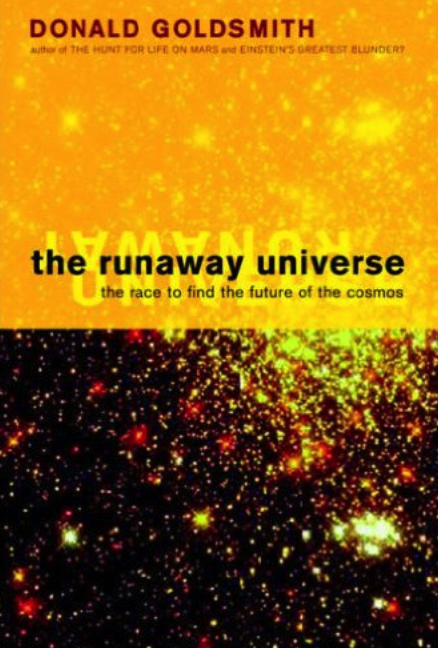 DONALD GOLDSMITH
author of THE HUNT FOR LIFE ON MARS and EINSTEIN'S GREATEST BLUNDER?
the runaway universe
the race to find the future of the cosmos